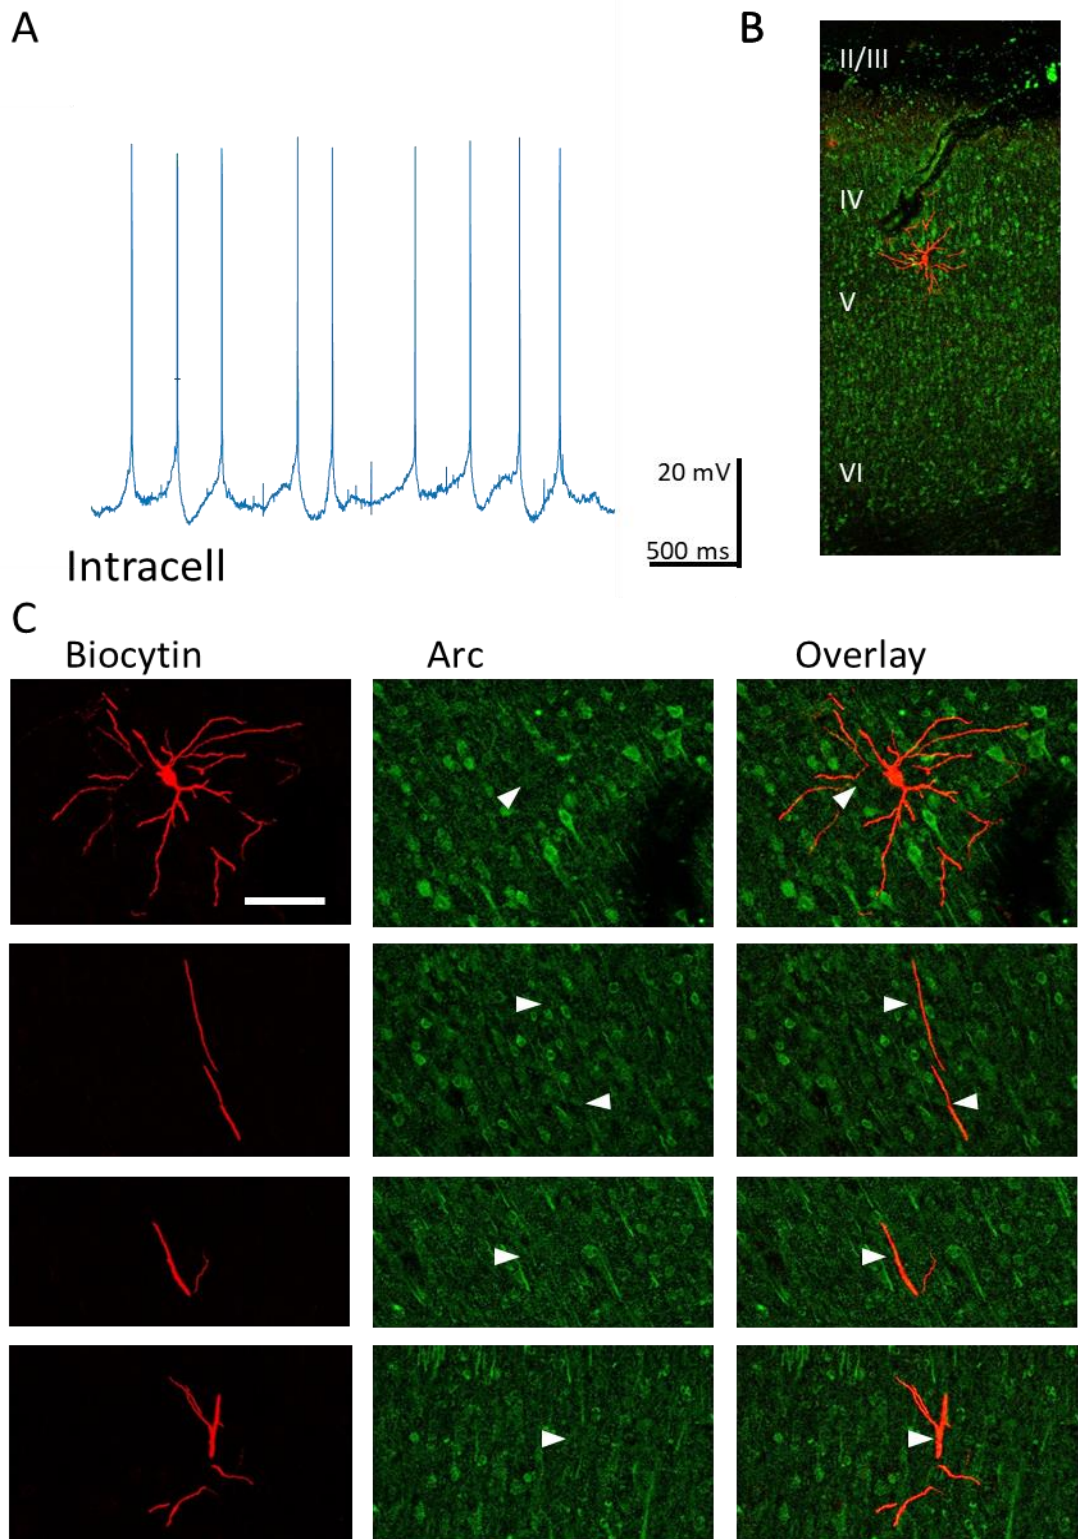 A
B
II/III
IV
V
VI
20 mV
500 ms
Intracell
C
Biocytin
Arc
Overlay